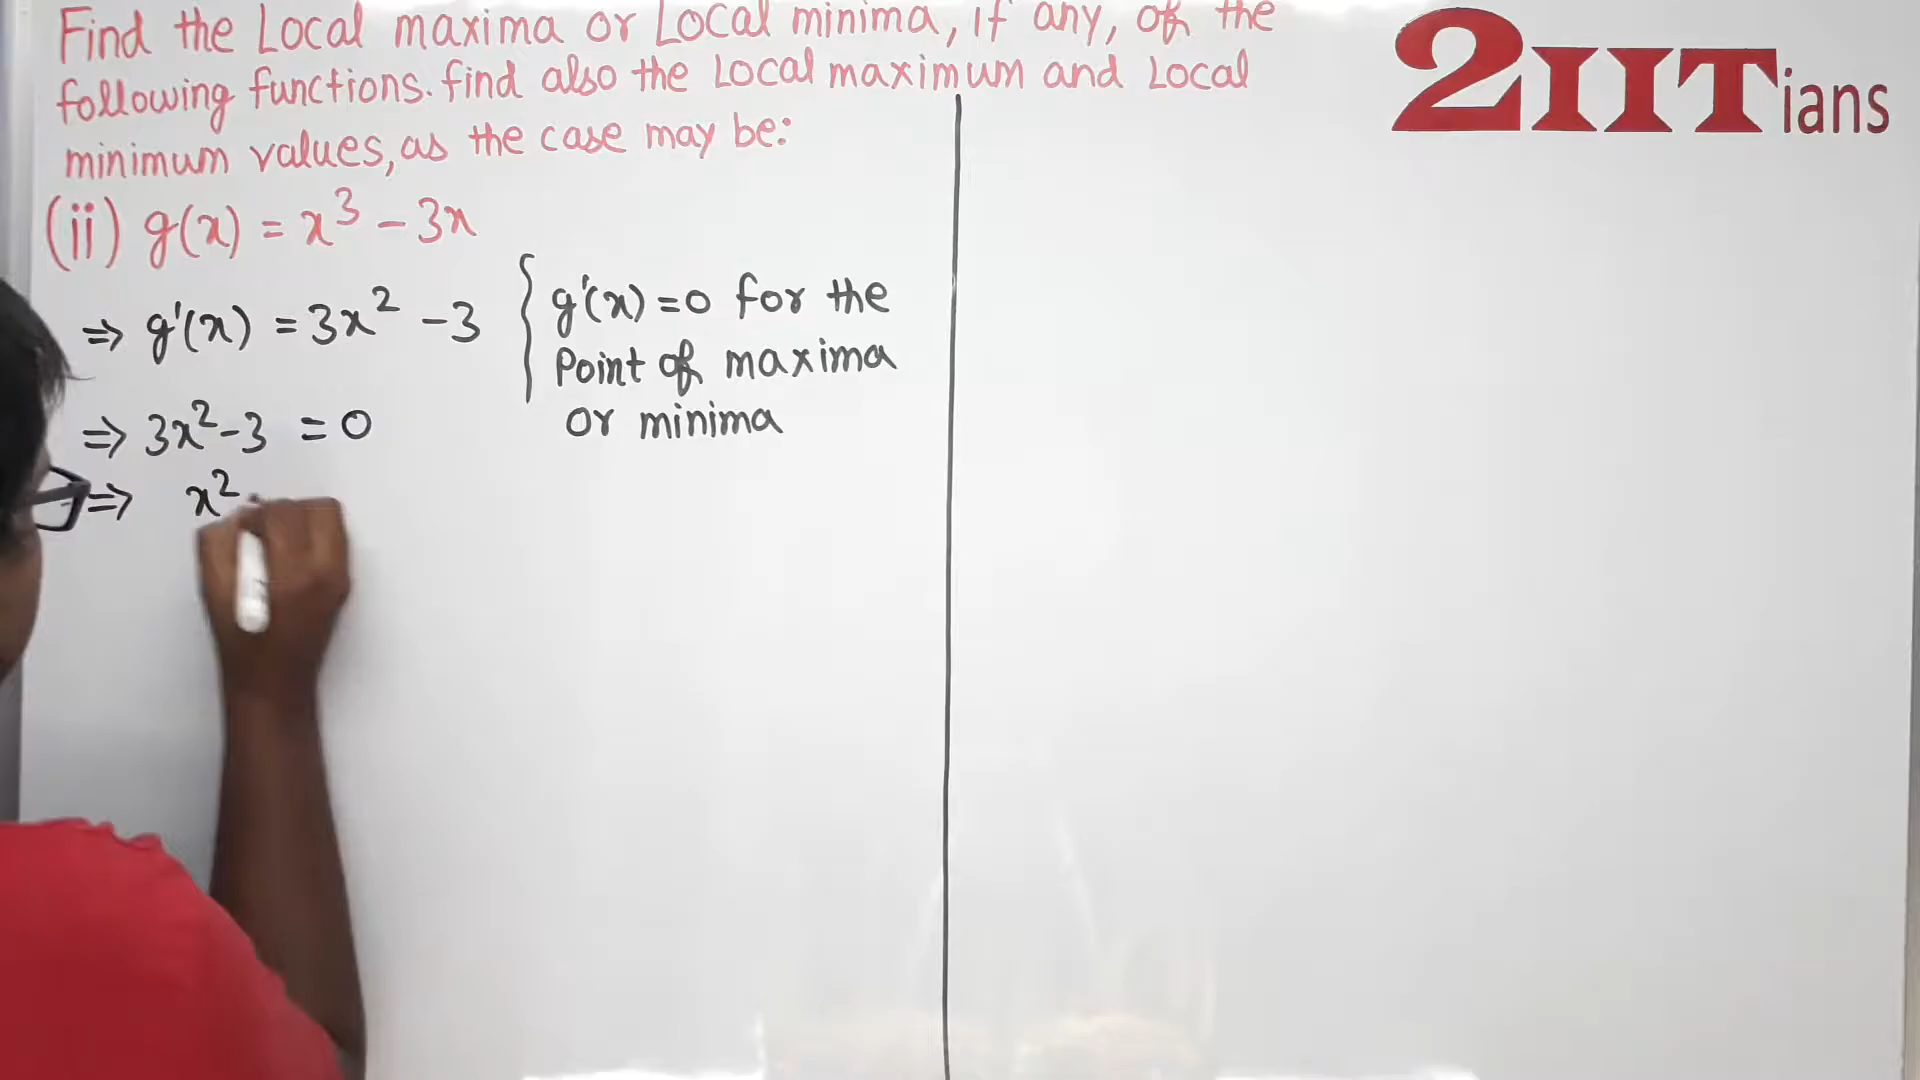 Find the Local maxima or Local minima, if any, of the
following functions. find also the Local maximum and Local
minimum values, as the case may be:
(ii) g(x) = x³ - 3x
⇒ g'(x) = 3x² - 3
{ g'(x) = 0 for the
Point of maxima
or minima
⇒ 3x² - 3 = 0
⇒ x²
2IITians